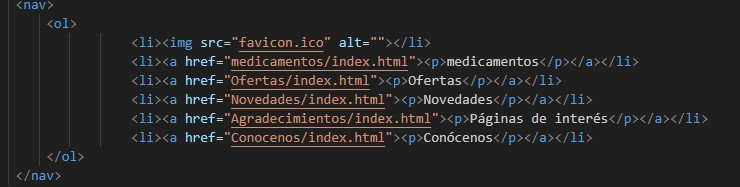 <nav>
<ol>
<li><img src="favicon.ico" alt=""></li>
<li><a href="medicamentos/index.html"><p>medicamentos</p></a></li>
<li><a href="Ofertas/index.html"><p>Ofertas</p></a></li>
<li><a href="Novedades/index.html"><p>Novedades</p></a></li>
<li><a href="Agradecimientos/index.html"><p>Páginas de interés</p></a></li>
<li><a href="Conocenos/index.html"><p>Conócenos</p></a></li>
</ol>
</nav>